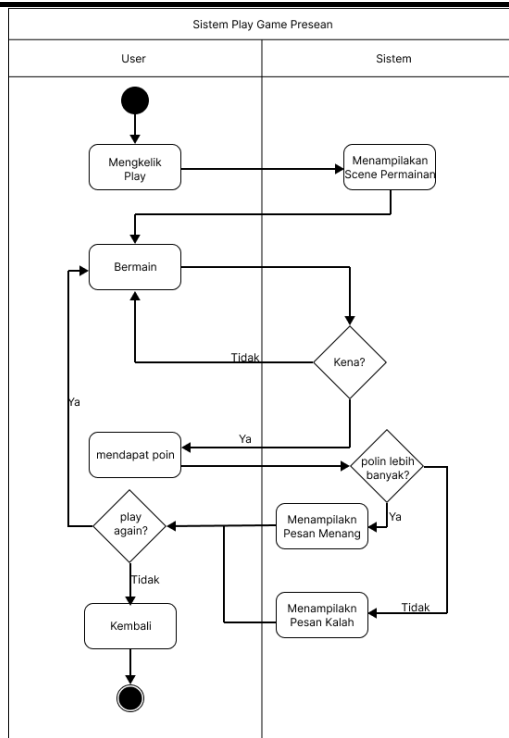 Sistem Play Game Presean
User
Sistem
Mengkelik
Play
Menampilakan
Scene Permainan
Bermain
Tidak
Kena?
Ya
Ya
mendapat poin
polin lebih
banyak?
play
again?
Menampilakn
Pesan Menang
Ya
Tidak
Menampilakn
Pesan Kalah
Tidak
Kembali